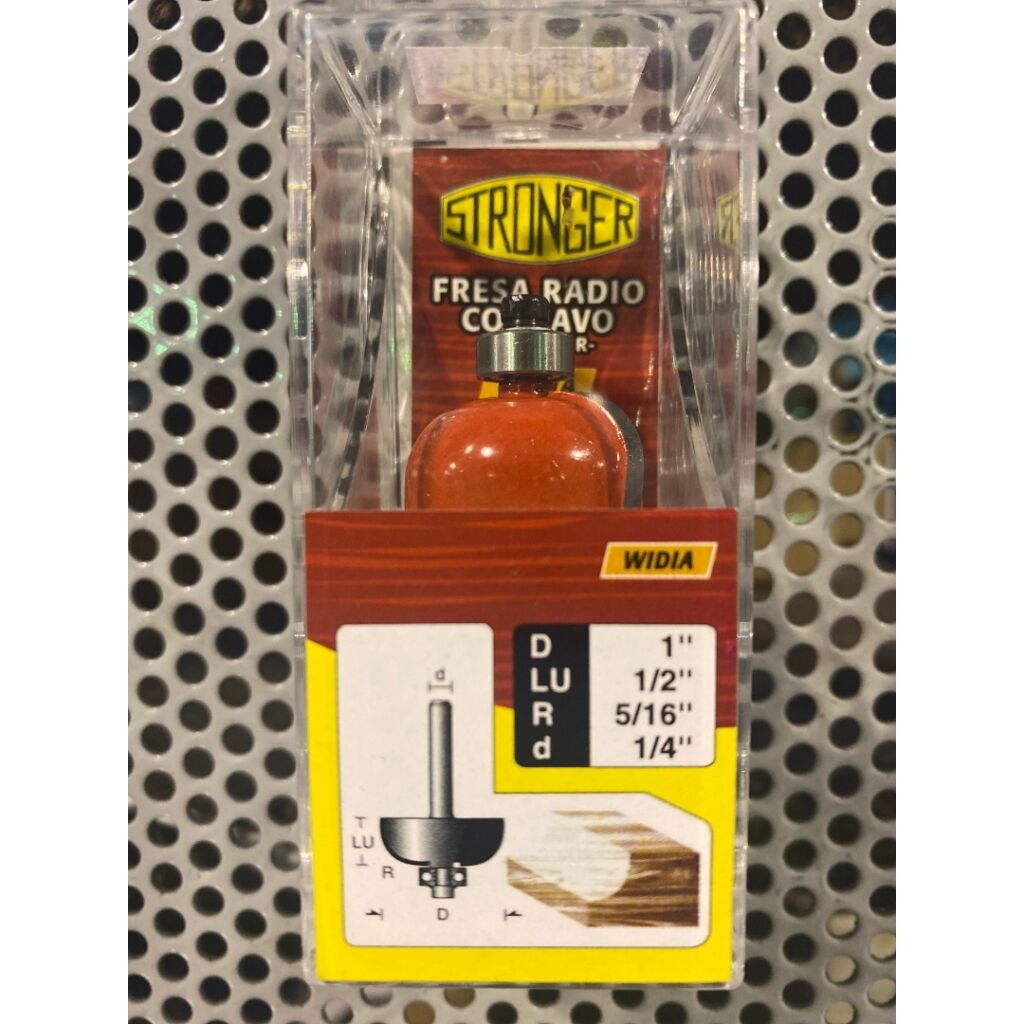 STRONGER
FRESA RADIO
CO AVO
R-
WIDIA
D 1"
LU 1/2"
R 5/16"
d 1/4"
d
LU
R
D